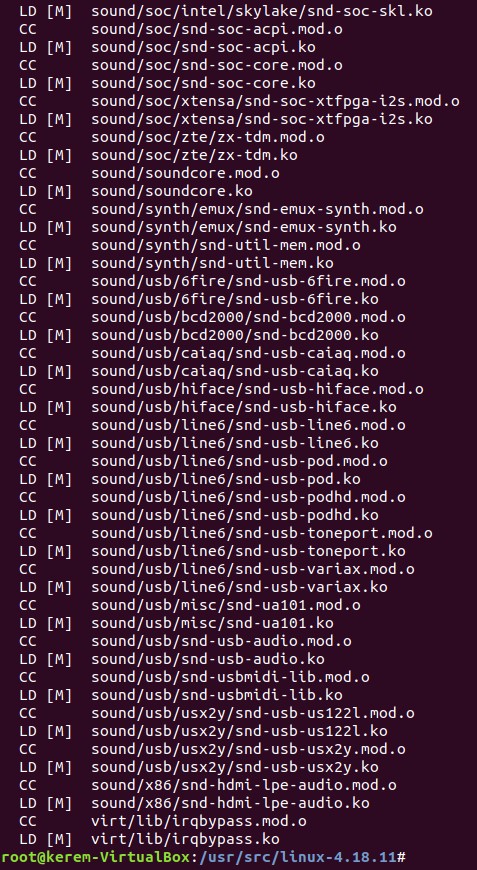 LD [M]  sound/soc/intel/skylake/snd-soc-skl.ko
CC      sound/soc/snd-soc-acpi.mod.o
LD [M]  sound/soc/snd-soc-acpi.ko
CC      sound/soc/snd-soc-core.mod.o
LD [M]  sound/soc/snd-soc-core.ko
CC      sound/soc/xtensa/snd-soc-xtfpga-i2s.mod.o
LD [M]  sound/soc/xtensa/snd-soc-xtfpga-i2s.ko
CC      sound/soc/zte/zx-tdm.mod.o
LD [M]  sound/soc/zte/zx-tdm.ko
CC      sound/soundcore.mod.o
LD [M]  sound/soundcore.ko
CC      sound/synth/emux/snd-emux-synth.mod.o
LD [M]  sound/synth/emux/snd-emux-synth.ko
CC      sound/synth/snd-util-mem.mod.o
LD [M]  sound/synth/snd-util-mem.ko
CC      sound/usb/6fire/snd-usb-6fire.mod.o
LD [M]  sound/usb/6fire/snd-usb-6fire.ko
CC      sound/usb/bcd2000/snd-bcd2000.mod.o
LD [M]  sound/usb/bcd2000/snd-bcd2000.ko
CC      sound/usb/caiaq/snd-usb-caiaq.mod.o
LD [M]  sound/usb/caiaq/snd-usb-caiaq.ko
CC      sound/usb/hiface/snd-usb-hiface.mod.o
LD [M]  sound/usb/hiface/snd-usb-hiface.ko
CC      sound/usb/line6/snd-usb-line6.mod.o
LD [M]  sound/usb/line6/snd-usb-line6.ko
CC      sound/usb/line6/snd-usb-pod.mod.o
LD [M]  sound/usb/line6/snd-usb-pod.ko
CC      sound/usb/line6/snd-usb-podhd.mod.o
LD [M]  sound/usb/line6/snd-usb-podhd.ko
CC      sound/usb/line6/snd-usb-toneport.mod.o
LD [M]  sound/usb/line6/snd-usb-toneport.ko
CC      sound/usb/line6/snd-usb-variax.mod.o
LD [M]  sound/usb/line6/snd-usb-variax.ko
CC      sound/usb/misc/snd-ua101.mod.o
LD [M]  sound/usb/misc/snd-ua101.ko
CC      sound/usb/snd-usb-audio.mod.o
LD [M]  sound/usb/snd-usb-audio.ko
CC      sound/usb/snd-usbmidi-lib.mod.o
LD [M]  sound/usb/snd-usbmidi-lib.ko
CC      sound/usb/usx2y/snd-usb-us122l.mod.o
LD [M]  sound/usb/usx2y/snd-usb-us122l.ko
CC      sound/usb/usx2y/snd-usb-usx2y.mod.o
LD [M]  sound/usb/usx2y/snd-usb-usx2y.ko
CC      sound/x86/snd-hdmi-lpe-audio.mod.o
LD [M]  sound/x86/snd-hdmi-lpe-audio.ko
CC      virt/lib/irqbypass.mod.o
LD [M]  virt/lib/irqbypass.ko
root@kerem-VirtualBox:/usr/src/linux-4.18.11#